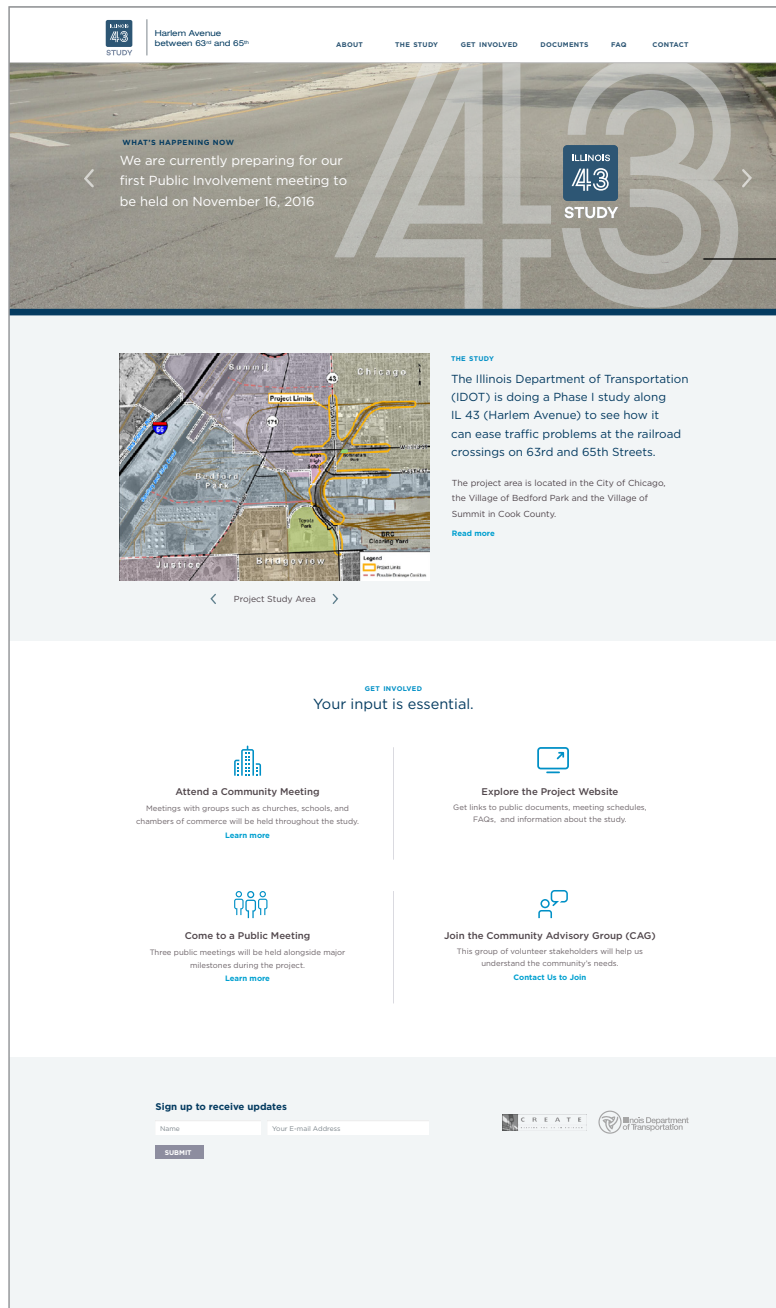 ILLINOIS
43
STUDY
Harlem Avenue
between 63rd and 65th
ABOUT THE STUDY GET INVOLVED DOCUMENTS FAQ CONTACT
43
WHAT'S HAPPENING NOW
We are currently preparing for our
first Public Involvement meeting to
be held on November 16, 2016
ILLINOIS
43
STUDY
Summit
Chicago
43
Project Limits
171
55
Argo
High
School
Bedford
Park
Toyota
Park
BRC
Clearing Yard
Justice
Bridgeview
Legend
Project Limits
Possible Drainage Corridors
Project Study Area
THE STUDY
The Illinois Department of Transportation
(IDOT) is doing a Phase I study along
IL 43 (Harlem Avenue) to see how it
can ease traffic problems at the railroad
crossings on 63rd and 65th Streets.
The project area is located in the City of Chicago,
the Village of Bedford Park and the Village of
Summit in Cook County.
Read more
GET INVOLVED
Your input is essential.
Attend a Community Meeting
Meetings with groups such as churches, schools, and
chambers of commerce will be held throughout the study.
Learn more
Explore the Project Website
Get links to public documents, meeting schedules,
FAQs, and information about the study.
Come to a Public Meeting
Three public meetings will be held alongside major
milestones during the project.
Learn more
Join the Community Advisory Group (CAG)
This group of volunteer stakeholders will help us
understand the community's needs.
Contact Us to Join
Sign up to receive updates
Name
Your E-mail Address
SUBMIT
CREATE
Illinois Department
of Transportation